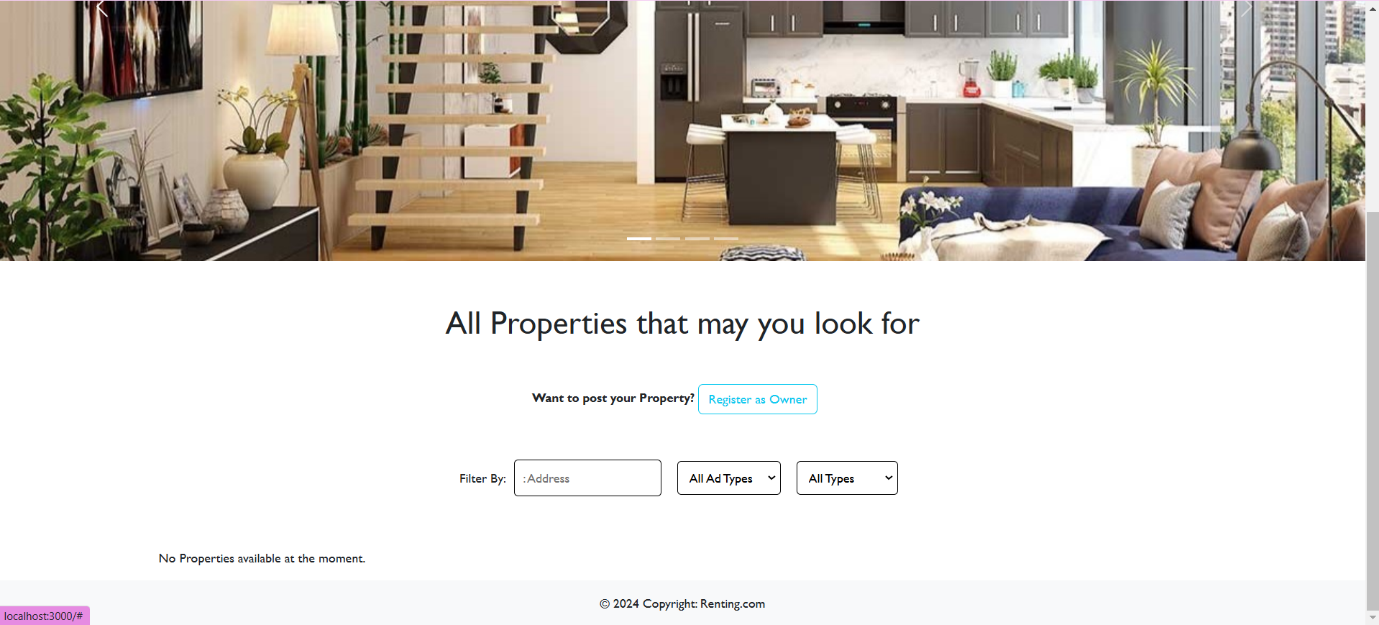 All Properties that may you look for
Want to post your Property? Register as Owner
Filter By: : Address All Ad Types All Types
No Properties available at the moment.
© 2024 Copyright: Renting.com
localhost:3000/#